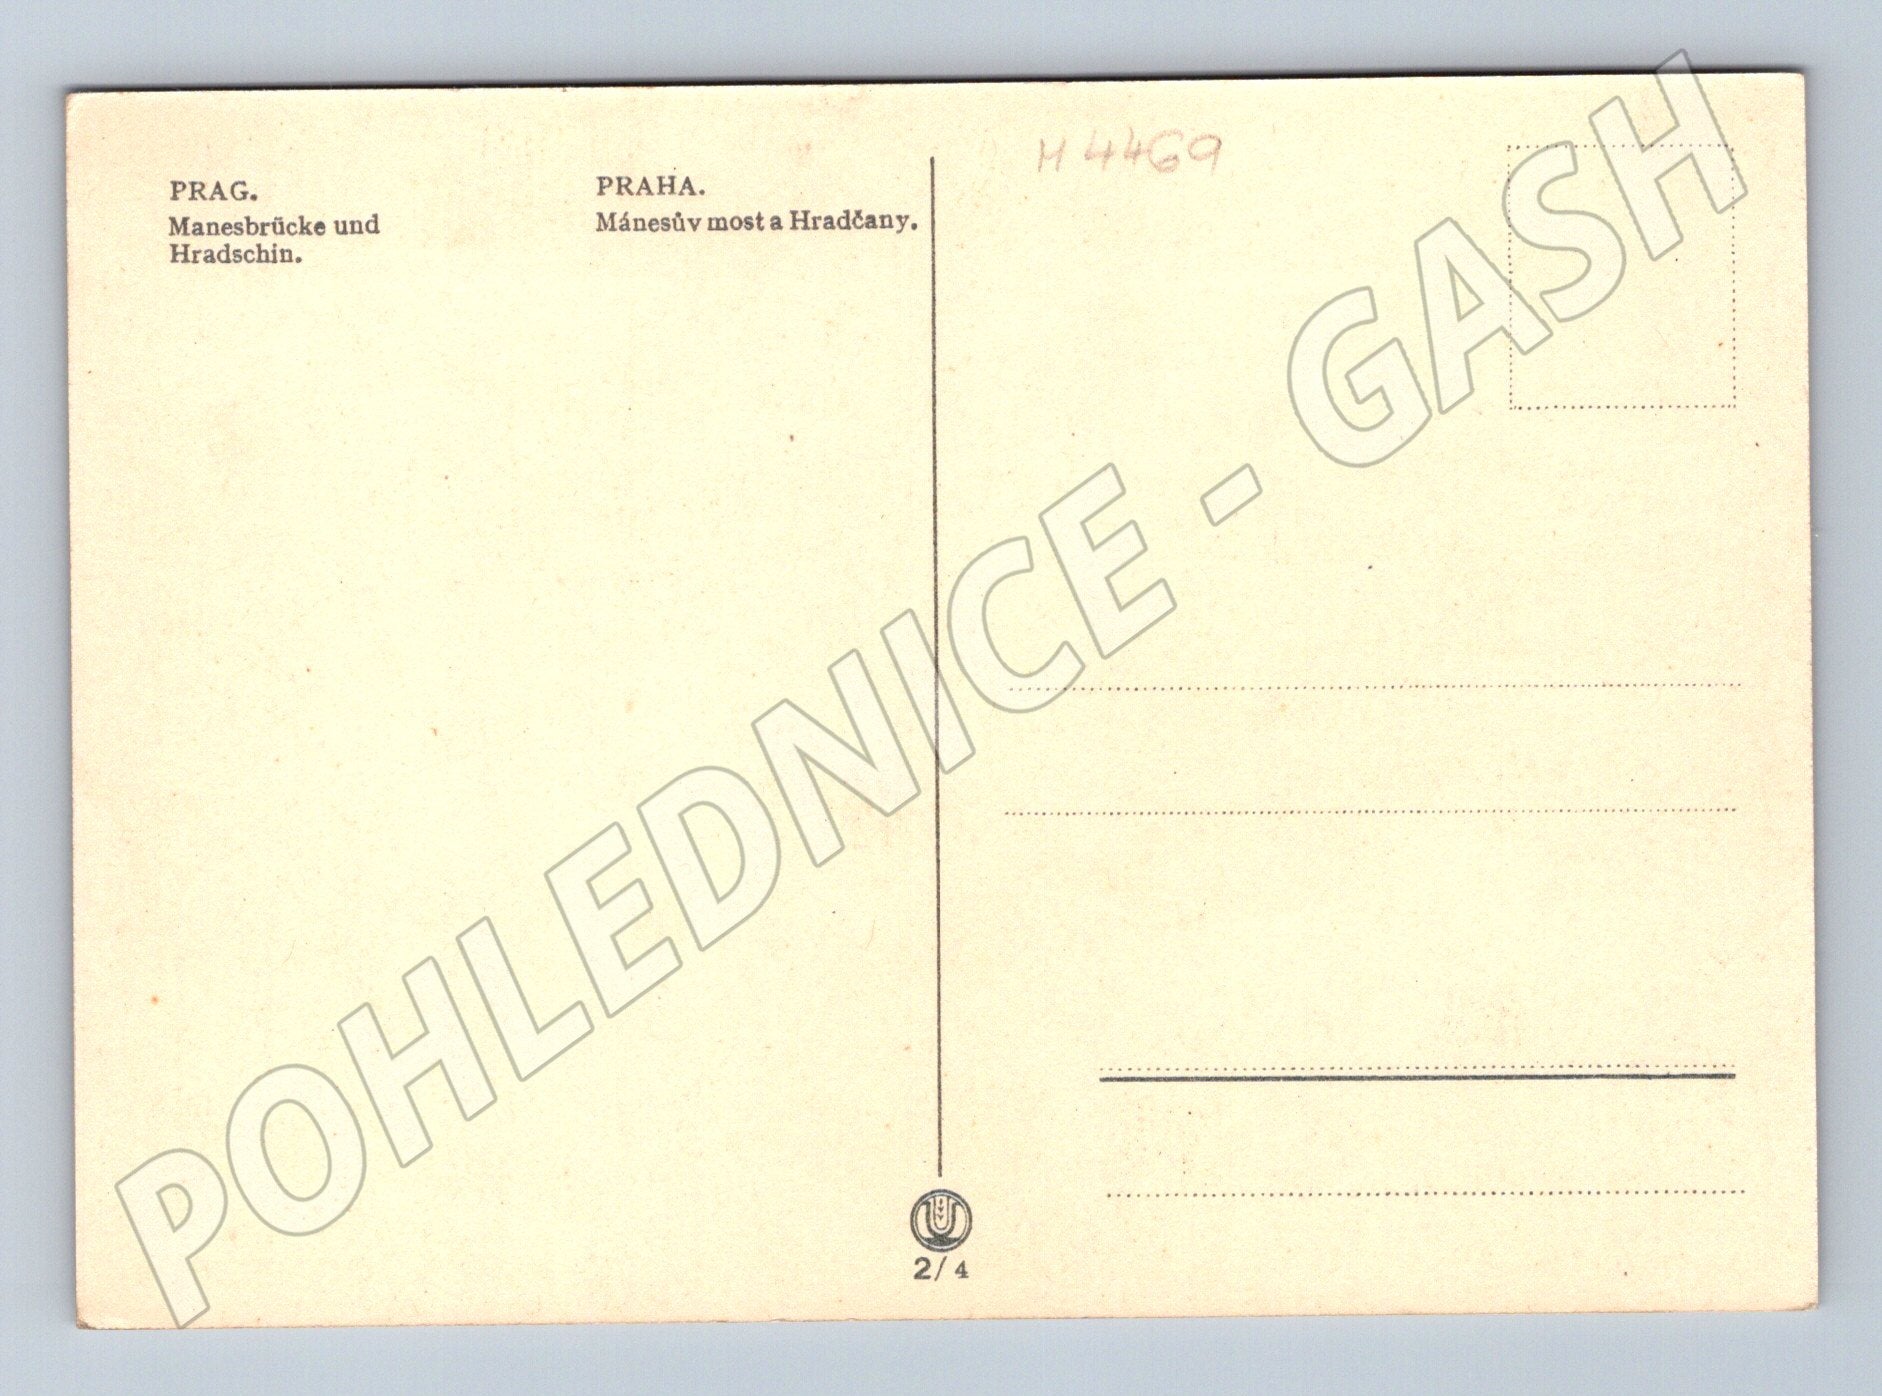 PRAG.
Manesbrücke und
Hradschin.
PRAHA.
Mánesův most a Hradčany.
H 4469
POHLEDNICE - GASH
2/4